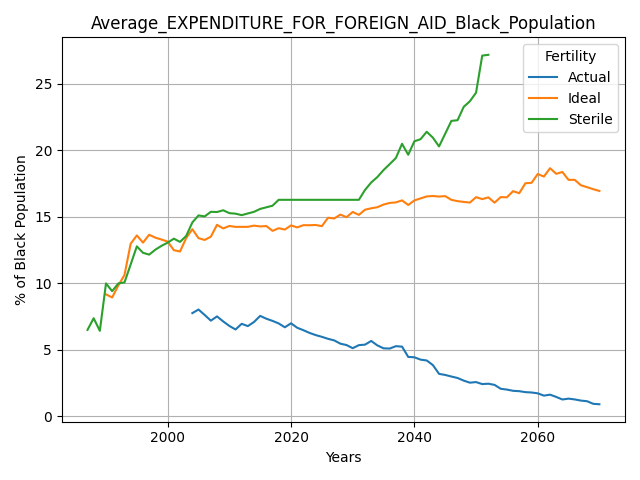 Average_EXPENDITURE_FOR_FOREIGN_AID_Black_Population
Fertility
Actual
Ideal
Sterile
% of Black Population
25
20
15
10
5
0
2000 2020 2040 2060
Years